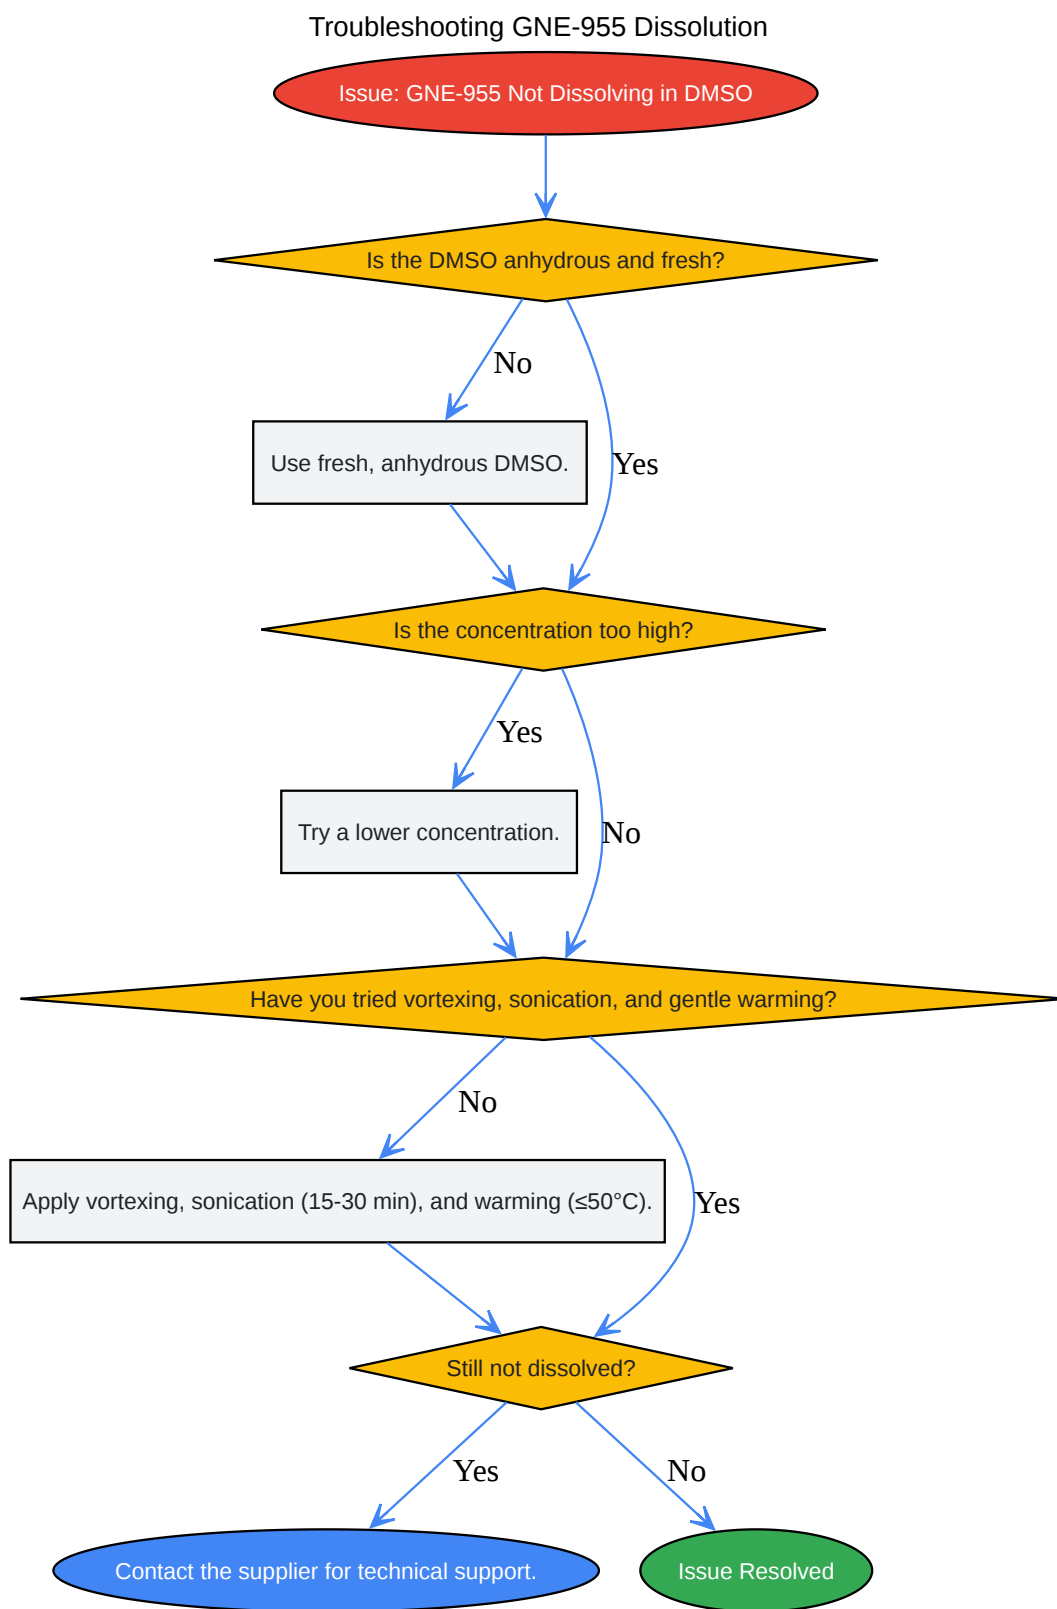 Troubleshooting GNE-955 Dissolution
Issue: GNE-955 Not Dissolving in DMSO
Is the DMSO anhydrous and fresh?
No
Use fresh, anhydrous DMSO.
Yes
Is the concentration too high?
Yes
Try a lower concentration.
No
Have you tried vortexing, sonication, and gentle warming?
No
Apply vortexing, sonication (15-30 min), and warming (≤50°C).
Yes
Still not dissolved?
Yes
No
Contact the supplier for technical support.
Issue Resolved